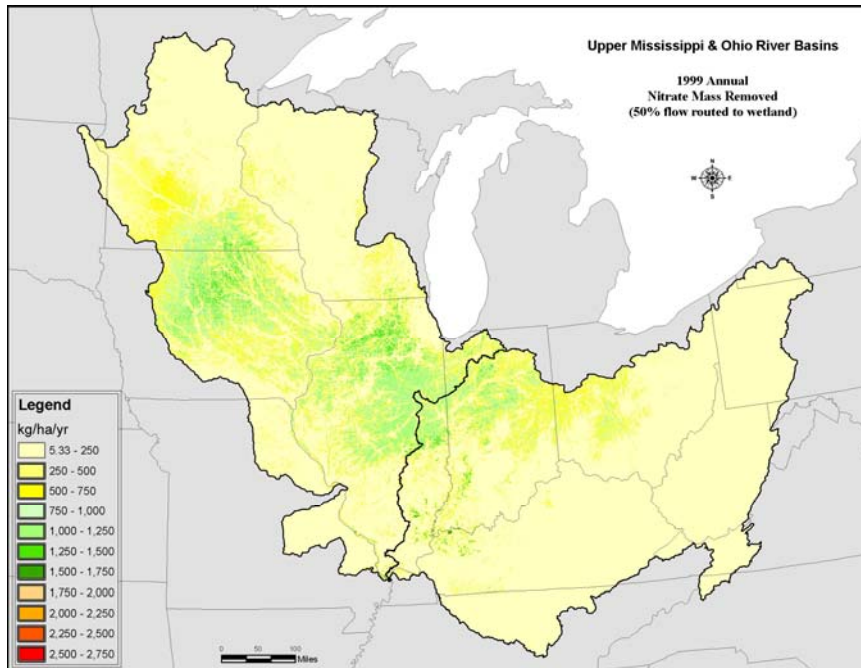 Upper Mississippi & Ohio River Basins
1999 Annual
Nitrate Mass Removed
(50% flow routed to wetland)
N
W E
S
Legend
kg/ha/yr
5.33 - 250
250 - 500
500 - 750
750 - 1,000
1,000 - 1,250
1,250 - 1,500
1,500 - 1,750
1,750 - 2,000
2,000 - 2,250
2,250 - 2,500
2,500 - 2,750
0 50 100
Miles